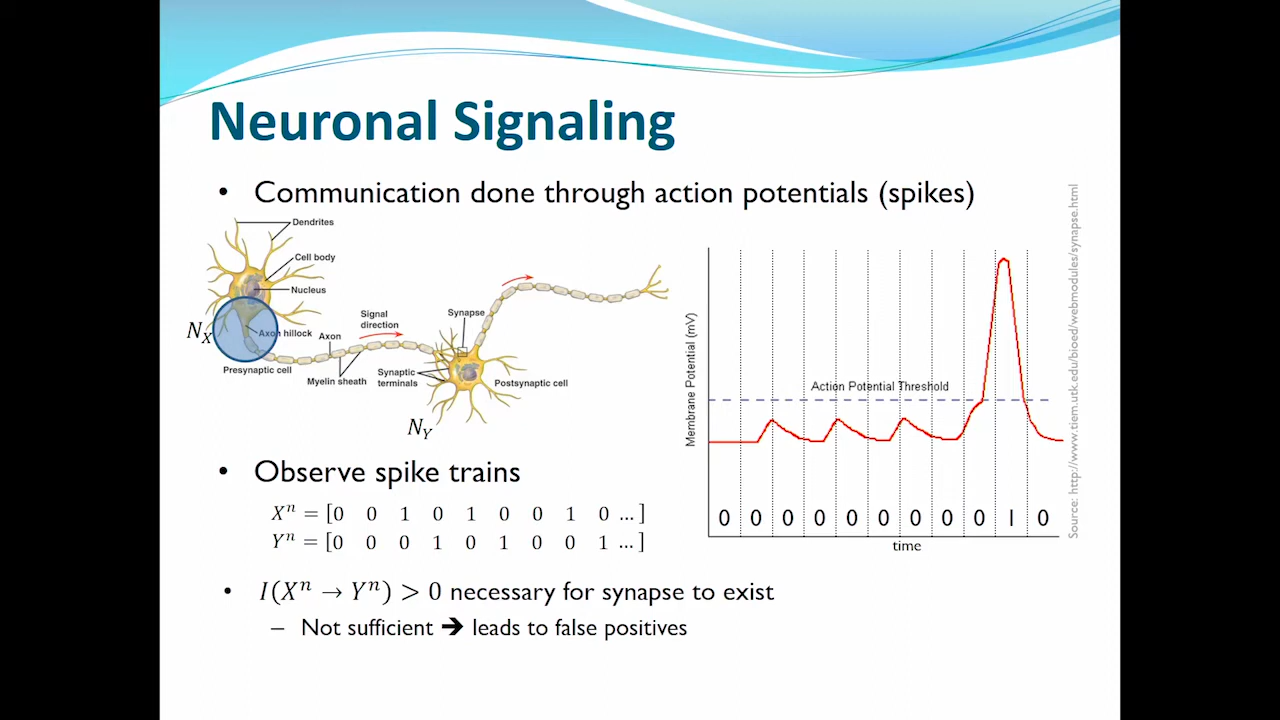 Neuronal Signaling
• Communication done through action potentials (spikes)
Dendrites
Cell body
Nucleus
Axon hillock
N_X
Presynaptic cell
Axon
Signal
direction
Myelin sheath
Synapse
Synaptic
terminals
Postsynaptic cell
N_Y
Membrane Potential (mV)
Action Potential Threshold
0 0 0 0 0 0 0 0 0 1 0
time
Source: http://www.tiem.utk.edu/bioed/webmodules/synapse.html
• Observe spike trains
Xⁿ = [0 0 1 0 1 0 0 1 0 … ]
Yⁿ = [0 0 0 1 0 1 0 0 1 … ]
• I(Xⁿ → Yⁿ) > 0 necessary for synapse to exist
– Not sufficient ➔ leads to false positives